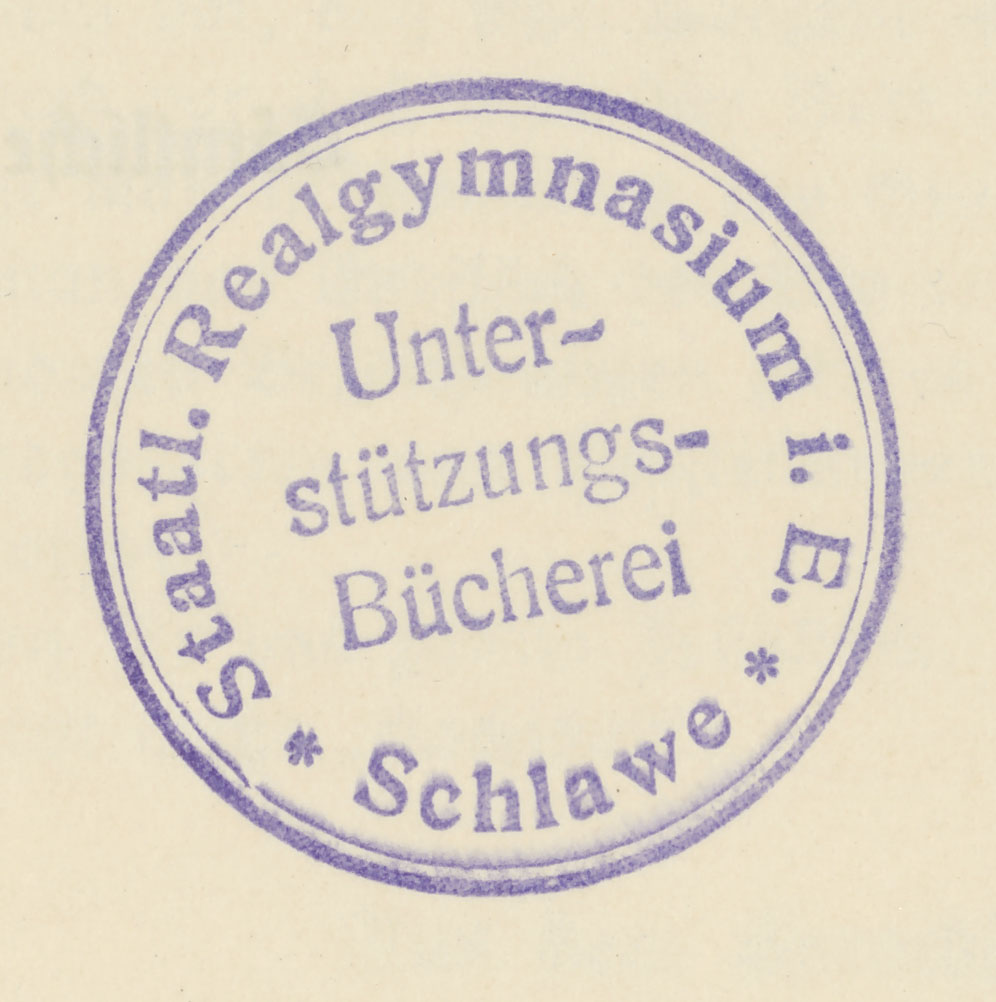 Staatl. Realgymnasium i. E.
Unter-
stützungs-
Bücherei
* Schlawe *